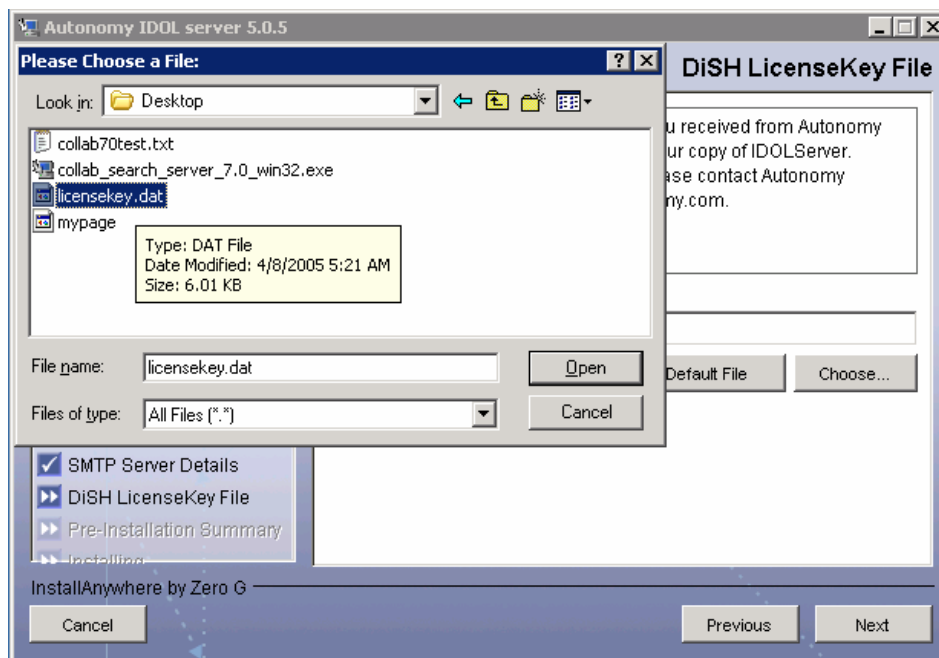 Autonomy IDOL server 5.0.5
Please Choose a File:
DiSH LicenseKey File
Look in:
Desktop
collab70test.txt
collab_search_server_7.0_win32.exe
licensekey.dat
mypage
Type: DAT File
Date Modified: 4/8/2005 5:21 AM
Size: 6.01 KB
u received from Autonomy
ur copy of IDOLServer.
ase contact Autonomy
ny.com.
File name:
licensekey.dat
Open
Files of type:
All Files (*.*)
Cancel
Default File
Choose...
SMTP Server Details
DiSH LicenseKey File
Pre-Installation Summary
Installing
InstallAnywhere by Zero G
Cancel
Previous
Next